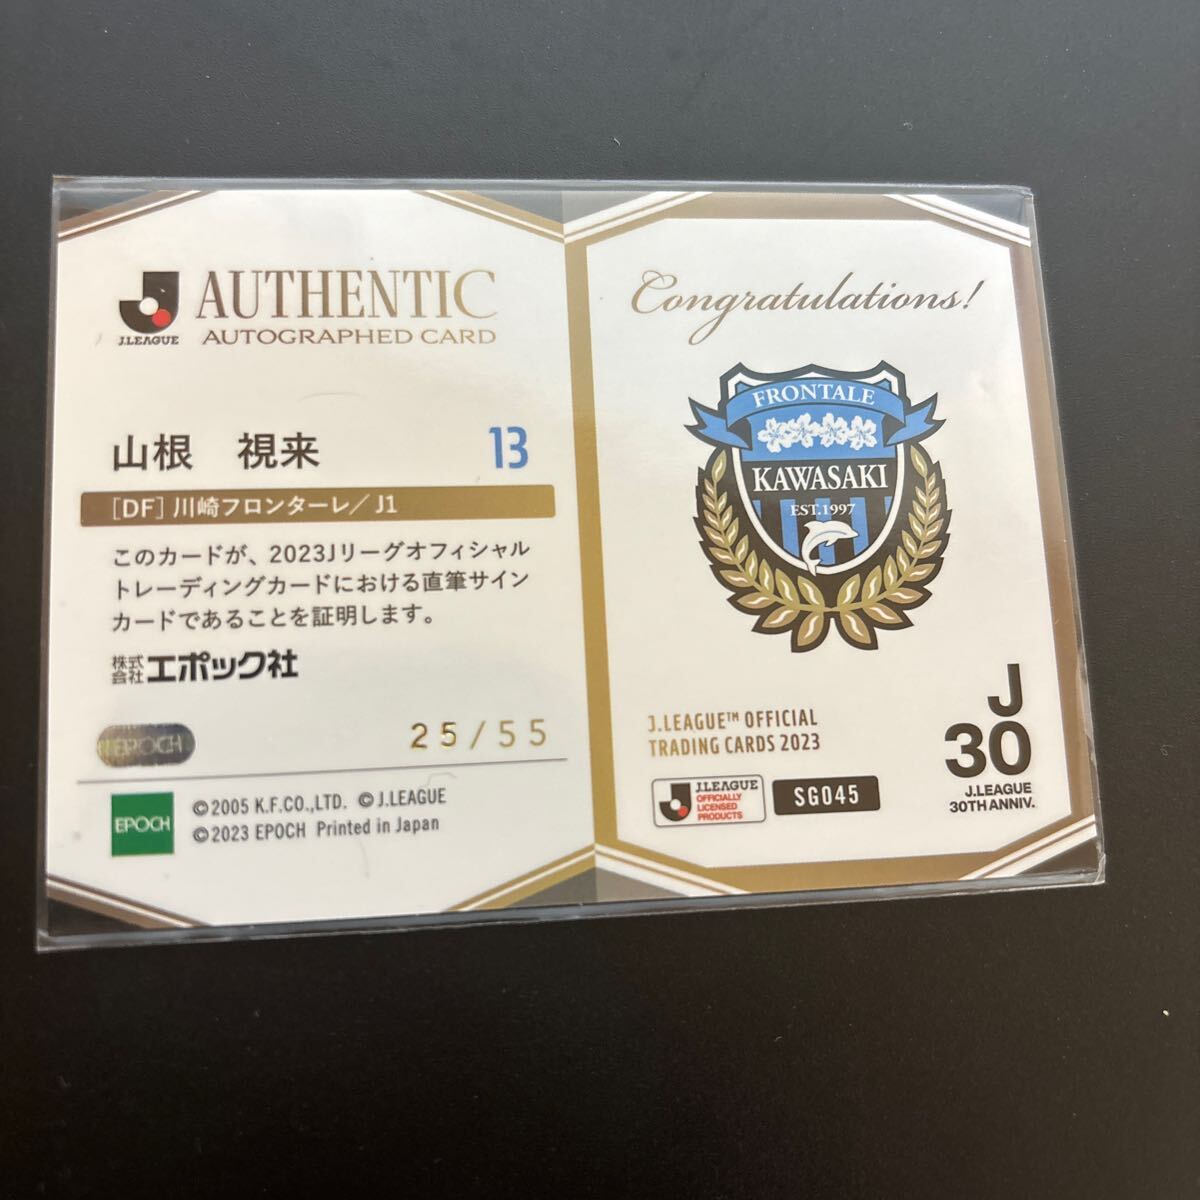 J.LEAGUE
AUTHENTIC
AUTOGRAPHED CARD
山根 視来 13
[DF] 川崎フロンターレ/J1
このカードが、2023Jリーグオフィシャル
トレーディングカードにおける直筆サイン
カードであることを証明します。
株式会社 エポック社
EPOCH
25/55
EPOCH
©2005 K.F.CO.,LTD. ©J.LEAGUE
©2023 EPOCH Printed in Japan
Congratulations!
FRONTALE
KAWASAKI
EST.1997
J.LEAGUE™ OFFICIAL
TRADING CARDS 2023
J.LEAGUE
OFFICIALLY
LICENSED
PRODUCTS
SG045
J
30
J.LEAGUE
30TH ANNIV.